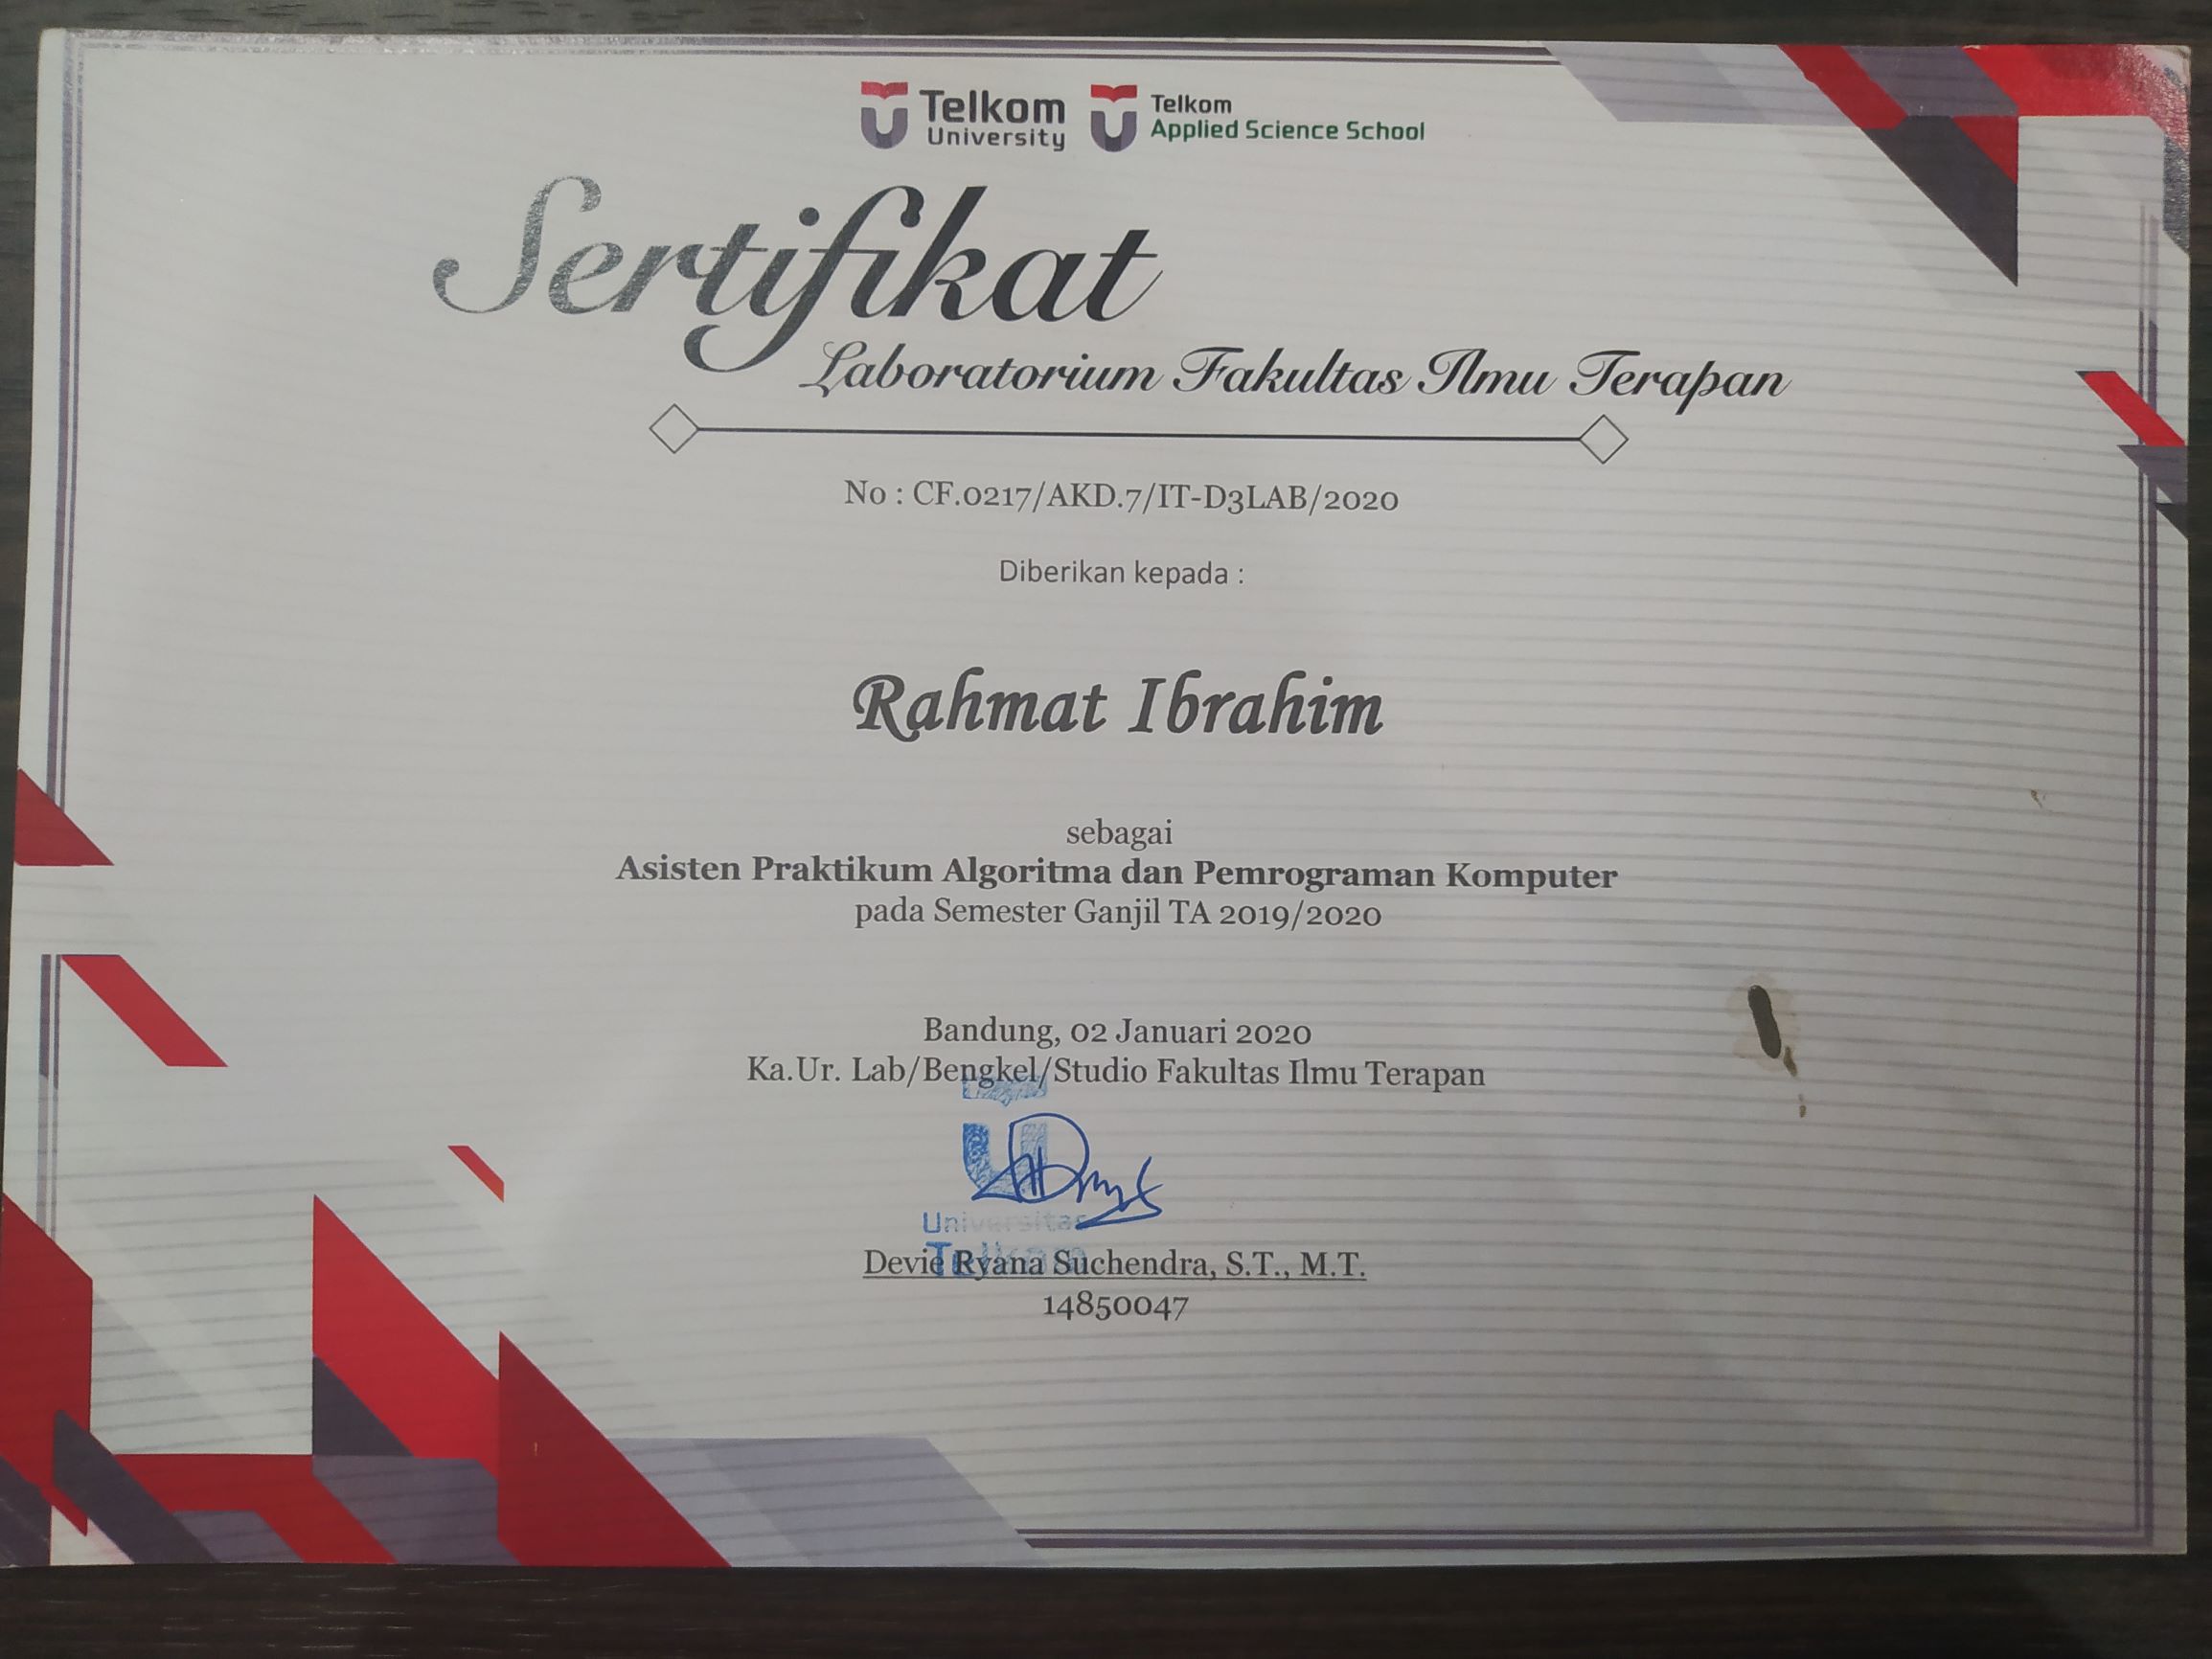 Telkom University
Telkom Applied Science School
Sertifikat
Laboratorium Fakultas Ilmu Terapan
No : CF.0217/AKD.7/IT-D3LAB/2020
Diberikan kepada :
Rahmat Ibrahim
sebagai
Asisten Praktikum Algoritma dan Pemrograman Komputer
pada Semester Ganjil TA 2019/2020
Bandung, 02 Januari 2020
Ka.Ur. Lab/Bengkel/Studio Fakultas Ilmu Terapan
Universitas
Telkom
Devie Ryana Suchendra, S.T., M.T.
14850047